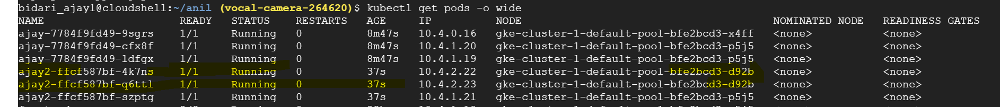 bidari_ajay1@cloudshell:~/anil (vocal-camera-264620)$ kubectl get pods -o wide
NAME READY STATUS RESTARTS AGE IP NODE NOMINATED NODE READINESS GATES
ajay-7784f9fd49-9sgrs 1/1 Running 0 8m47s 10.4.0.16 gke-cluster-1-default-pool-bfe2bcd3-x4ff <none> <none>
ajay-7784f9fd49-cfx8f 1/1 Running 0 8m47s 10.4.1.20 gke-cluster-1-default-pool-bfe2bcd3-p5j5 <none> <none>
ajay-7784f9fd49-ldfgx 1/1 Running 0 8m47s 10.4.1.19 gke-cluster-1-default-pool-bfe2bcd3-p5j5 <none> <none>
ajay2-ffcf587bf-4k7ns 1/1 Running 0 37s 10.4.2.22 gke-cluster-1-default-pool-bfe2bcd3-d92b <none> <none>
ajay2-ffcf587bf-q6ttl 1/1 Running 0 37s 10.4.2.23 gke-cluster-1-default-pool-bfe2bcd3-d92b <none> <none>
ajay2-ffcf587bf-szptg 1/1 Running 0 37s 10.4.1.21 gke-cluster-1-default-pool-bfe2bcd3-p5j5 <none> <none>